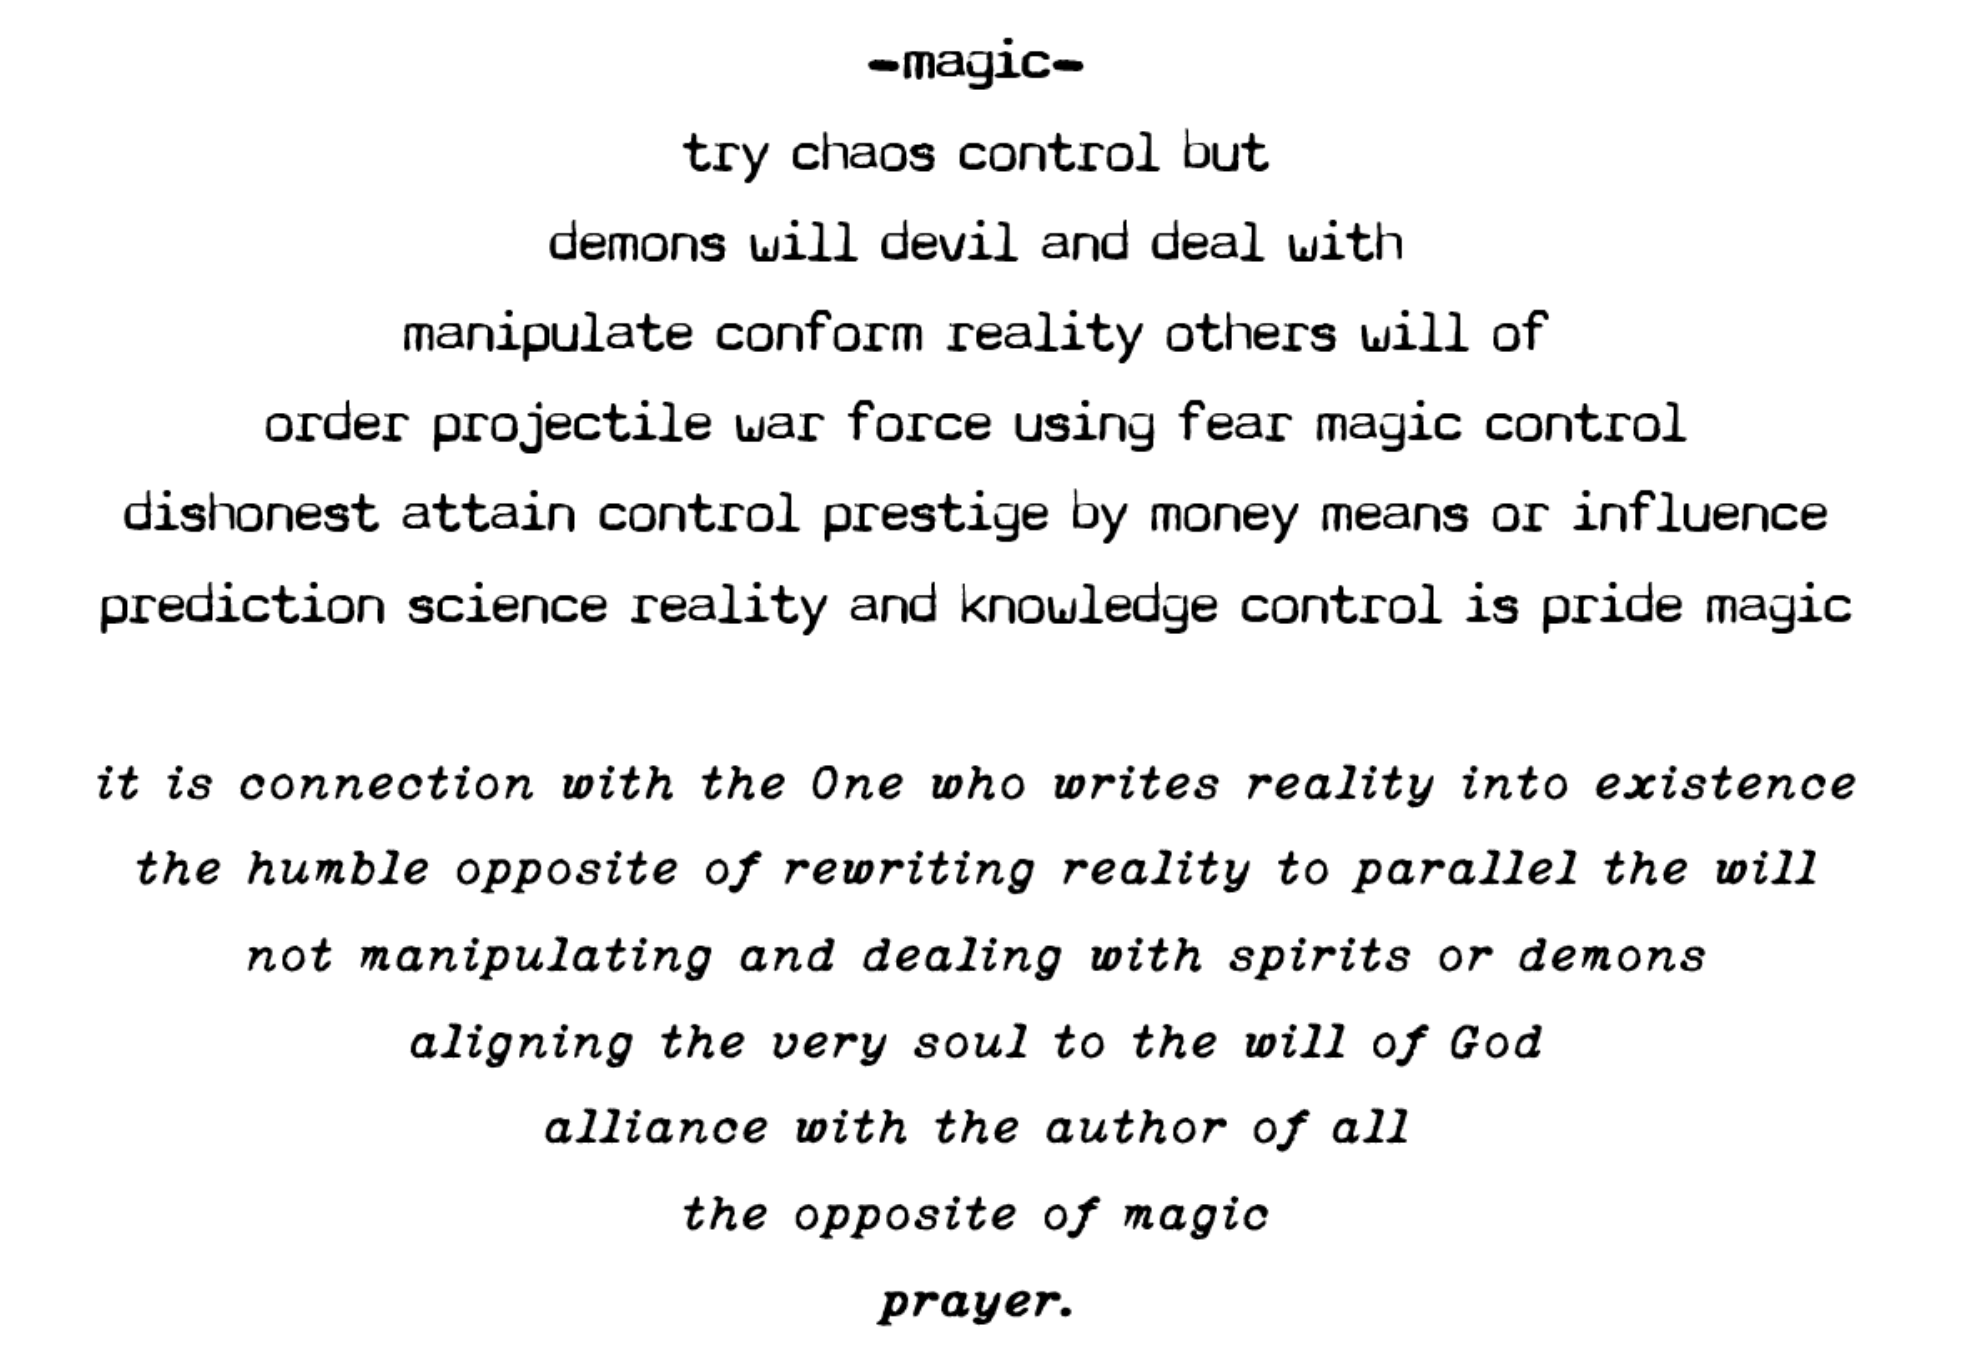 -magic-
try chaos control but
demons will devil and deal with
manipulate conform reality others will of
order projectile war force using fear magic control
dishonest attain control prestige by money means or influence
prediction science reality and knowledge control is pride magic
it is connection with the One who writes reality into existence
the humble opposite of rewriting reality to parallel the will
not manipulating and dealing with spirits or demons
aligning the very soul to the will of God
alliance with the author of all
the opposite of magic
prayer.